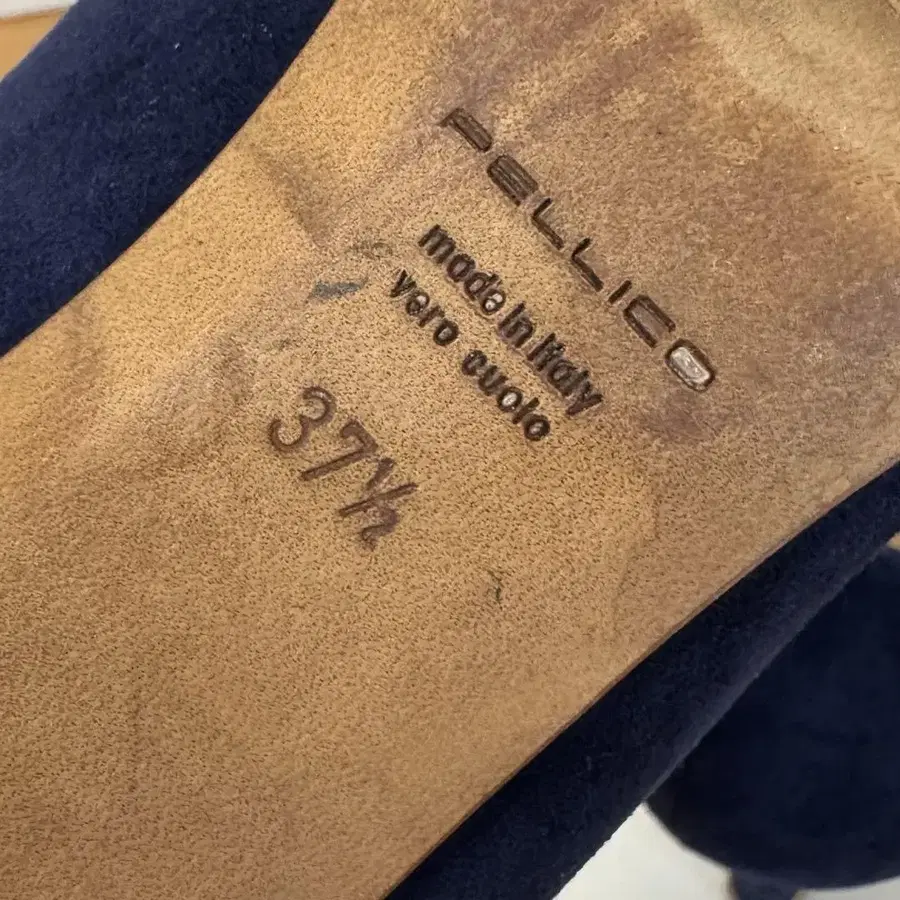 PELLICO
made in Italy
vero cuoio
37½